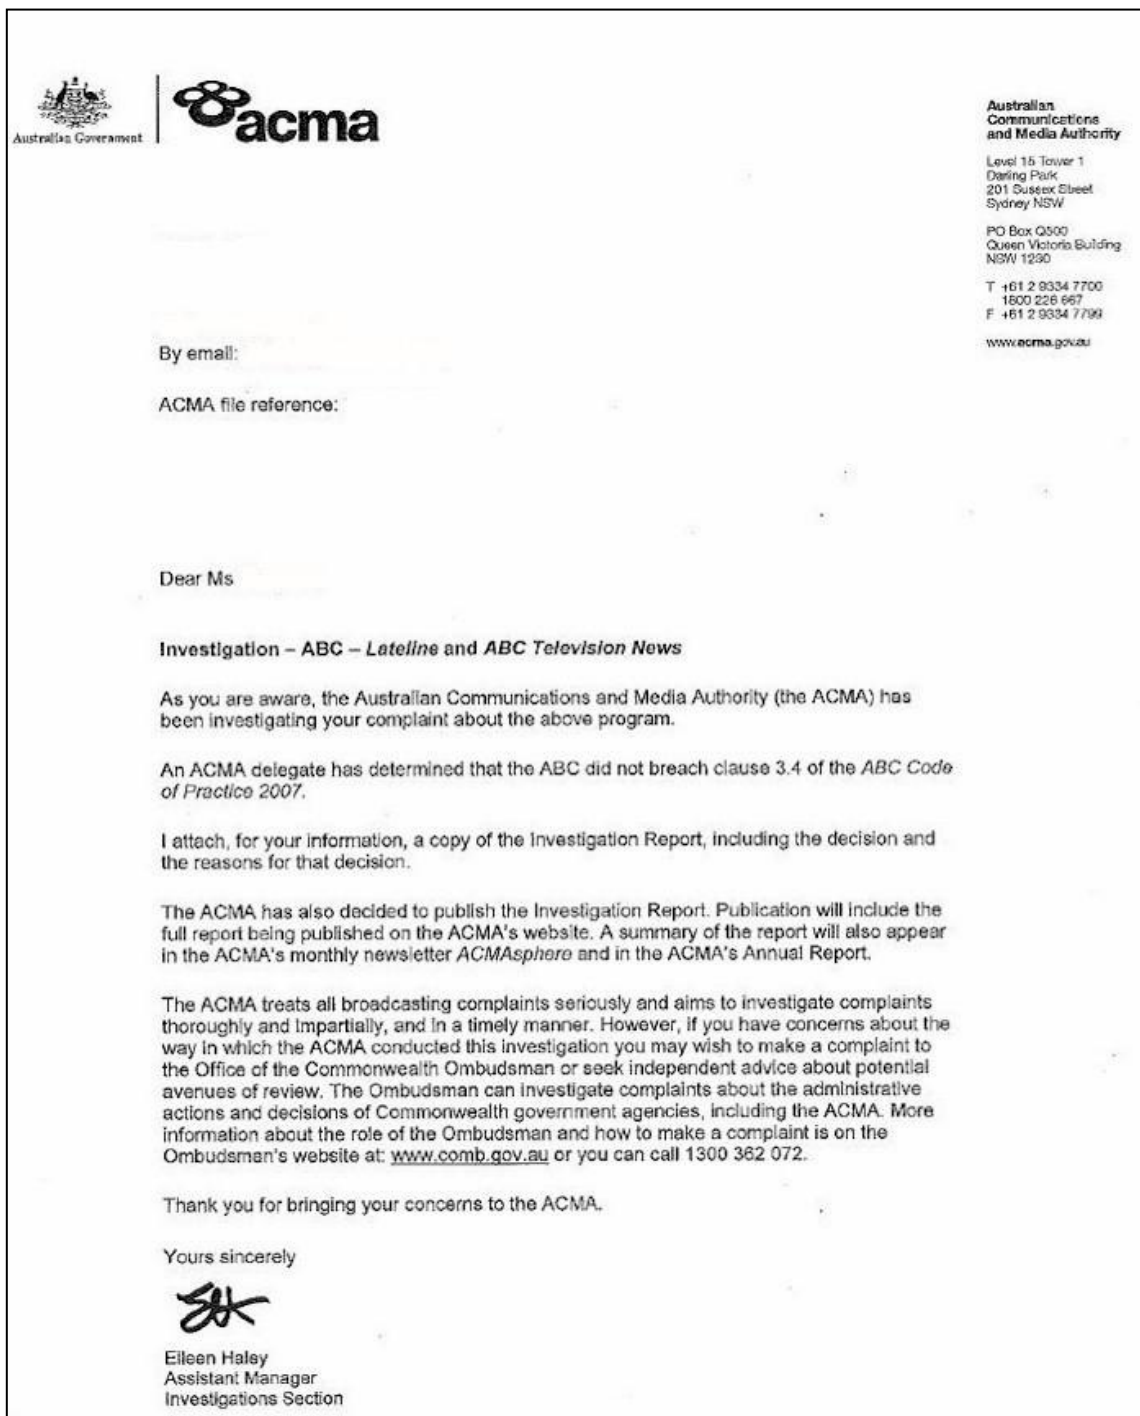 Australian Government
acma
Australian
Communications
and Media Authority
Level 15 Tower 1
Darling Park
201 Sussex Street
Sydney NSW
PO Box Q500
Queen Victoria Building
NSW 1230
T +61 2 9334 7700
1800 226 667
F +61 2 9334 7799
www.acma.gov.au
By email:
ACMA file reference:
Dear Ms
Investigation – ABC – Lateline and ABC Television News
As you are aware, the Australian Communications and Media Authority (the ACMA) has
been investigating your complaint about the above program.
An ACMA delegate has determined that the ABC did not breach clause 3.4 of the ABC Code
of Practice 2007.
I attach, for your information, a copy of the Investigation Report, including the decision and
the reasons for that decision.
The ACMA has also decided to publish the Investigation Report. Publication will include the
full report being published on the ACMA's website. A summary of the report will also appear
in the ACMA's monthly newsletter ACMAsphere and in the ACMA's Annual Report.
The ACMA treats all broadcasting complaints seriously and aims to investigate complaints
thoroughly and impartially, and in a timely manner. However, if you have concerns about the
way in which the ACMA conducted this investigation you may wish to make a complaint to
the Office of the Commonwealth Ombudsman or seek independent advice about potential
avenues of review. The Ombudsman can investigate complaints about the administrative
actions and decisions of Commonwealth government agencies, including the ACMA. More
information about the role of the Ombudsman and how to make a complaint is on the
Ombudsman's website at: www.comb.gov.au or you can call 1300 362 072.
Thank you for bringing your concerns to the ACMA.
Yours sincerely
Eileen Haley
Assistant Manager
Investigations Section